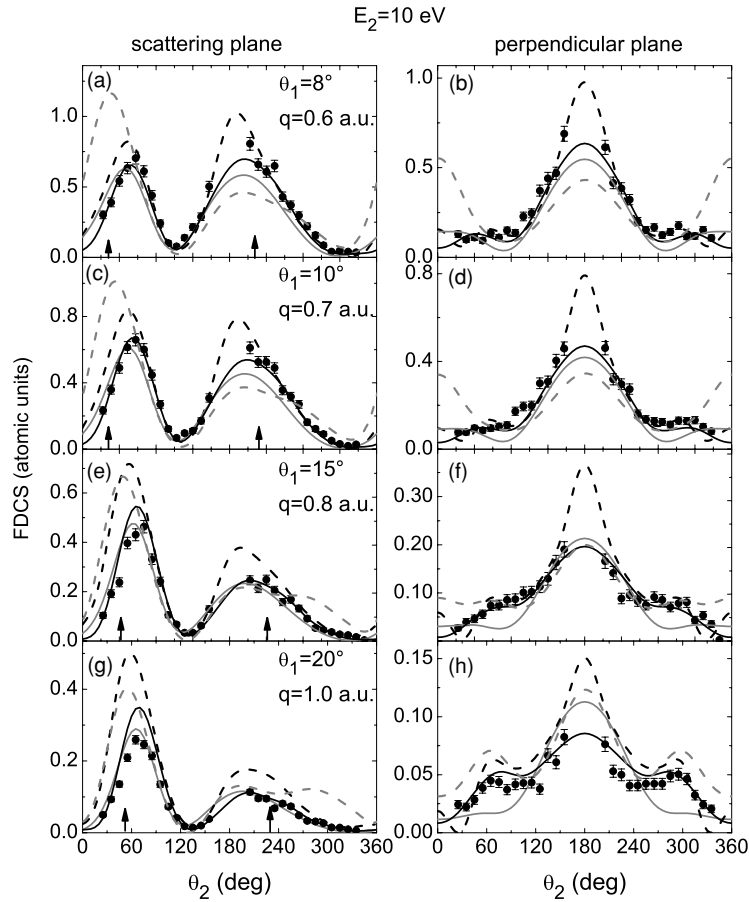 E₂=10 eV
scattering plane
perpendicular plane
FDCS (atomic units)
(a)
θ₁=8°
q=0.6 a.u.
1.0
0.5
0.0
(b)
1.0
0.5
0.0
(c)
θ₁=10°
q=0.7 a.u.
0.8
0.4
0.0
(d)
0.8
0.4
0.0
(e)
θ₁=15°
q=0.8 a.u.
0.6
0.4
0.2
0.0
(f)
0.30
0.20
0.10
0.00
(g)
θ₁=20°
q=1.0 a.u.
0.4
0.2
0.0
(h)
0.15
0.10
0.05
0.00
0 60 120 180 240 300 360
0 60 120 180 240 300 360
θ₂ (deg)
θ₂ (deg)